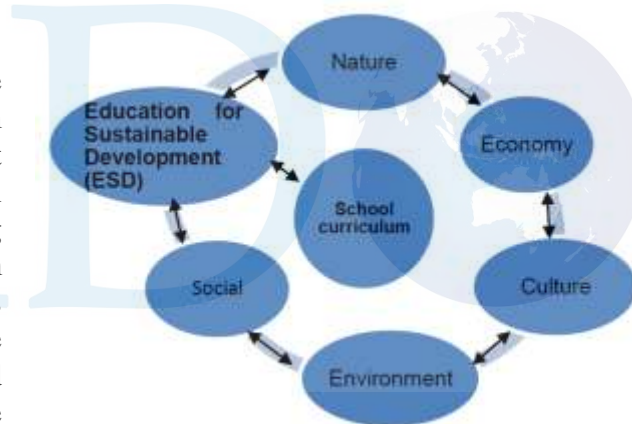 Nature
Education for
Sustainable
Development
(ESD)
Economy
School
curriculum
Social
Culture
Environment